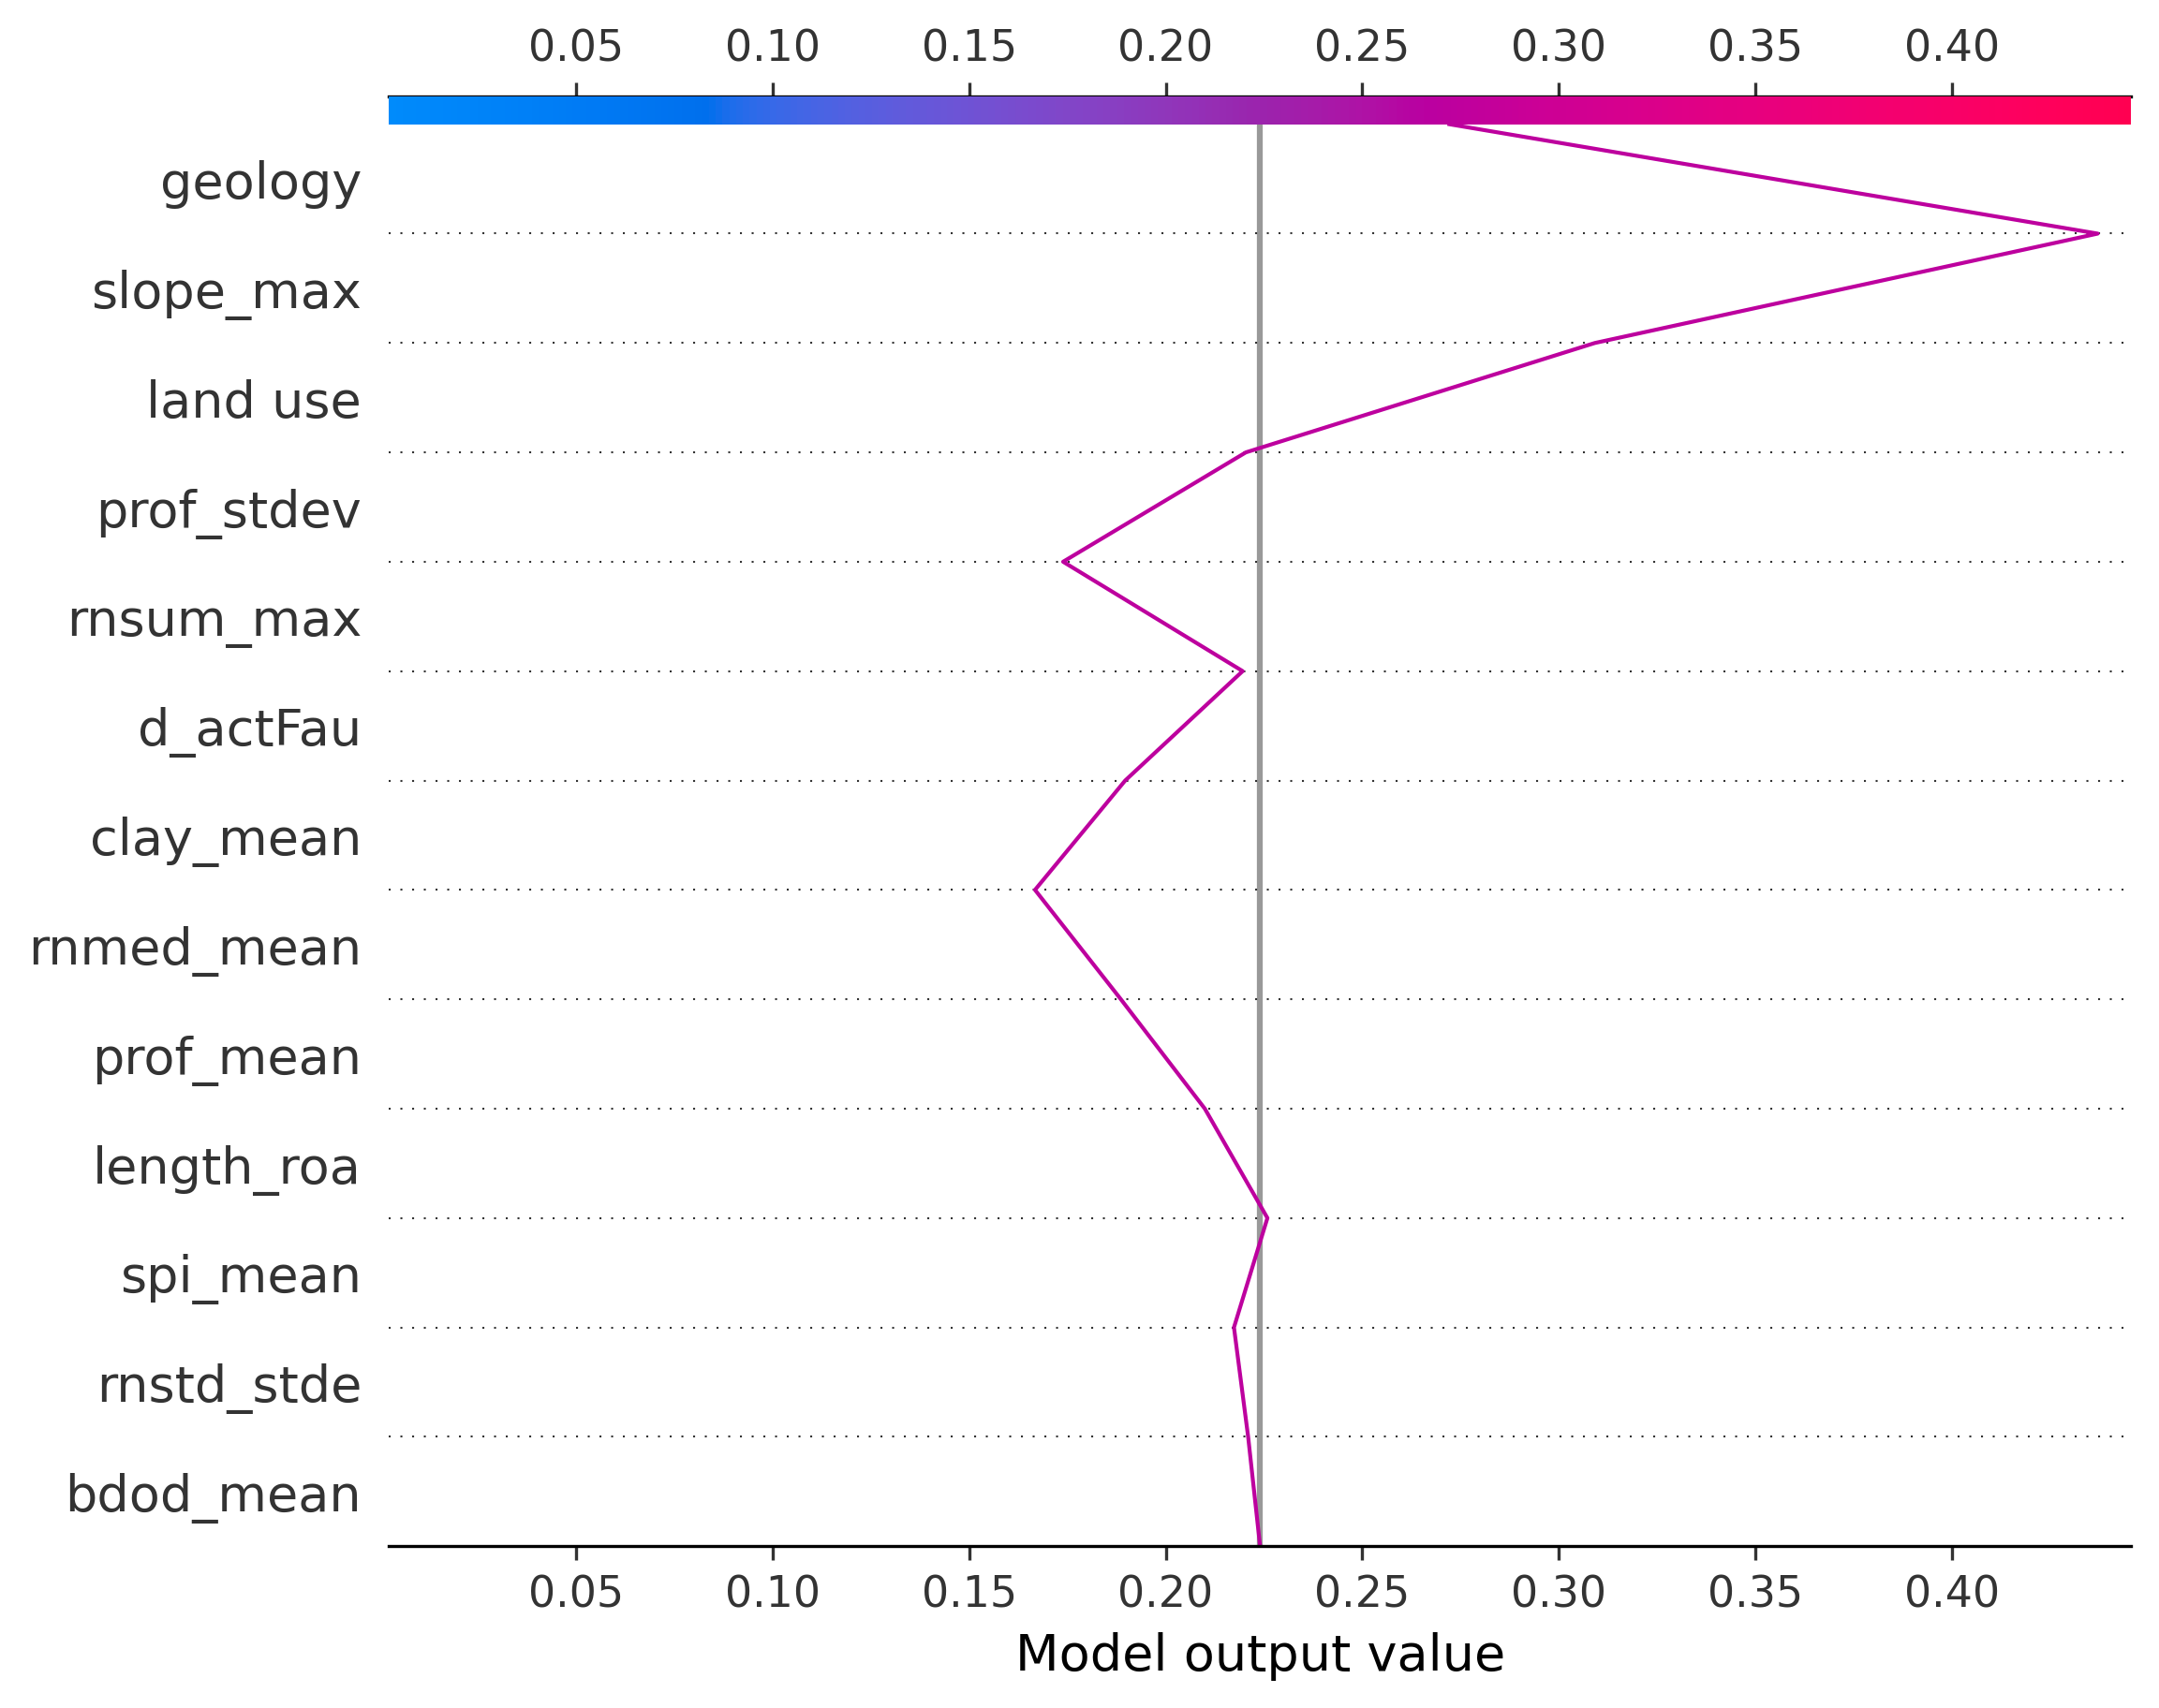 0.05 0.10 0.15 0.20 0.25 0.30 0.35 0.40
geology
slope_max
land use
prof_stdev
rnsum_max
d_actFau
clay_mean
rnmed_mean
prof_mean
length_roa
spi_mean
rnstd_stde
bdod_mean
0.05 0.10 0.15 0.20 0.25 0.30 0.35 0.40
Model output value